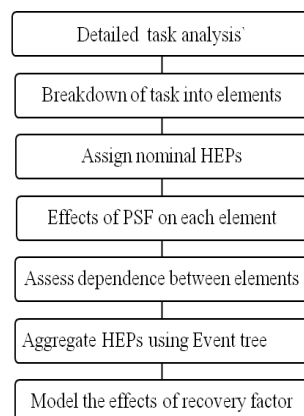 Detailed task analysis`
Breakdown of task into elements
Assign nominal HEPs
Effects of PSF on each element
Assess dependence between elements
Aggregate HEPs using Event tree
Model the effects of recovery factor